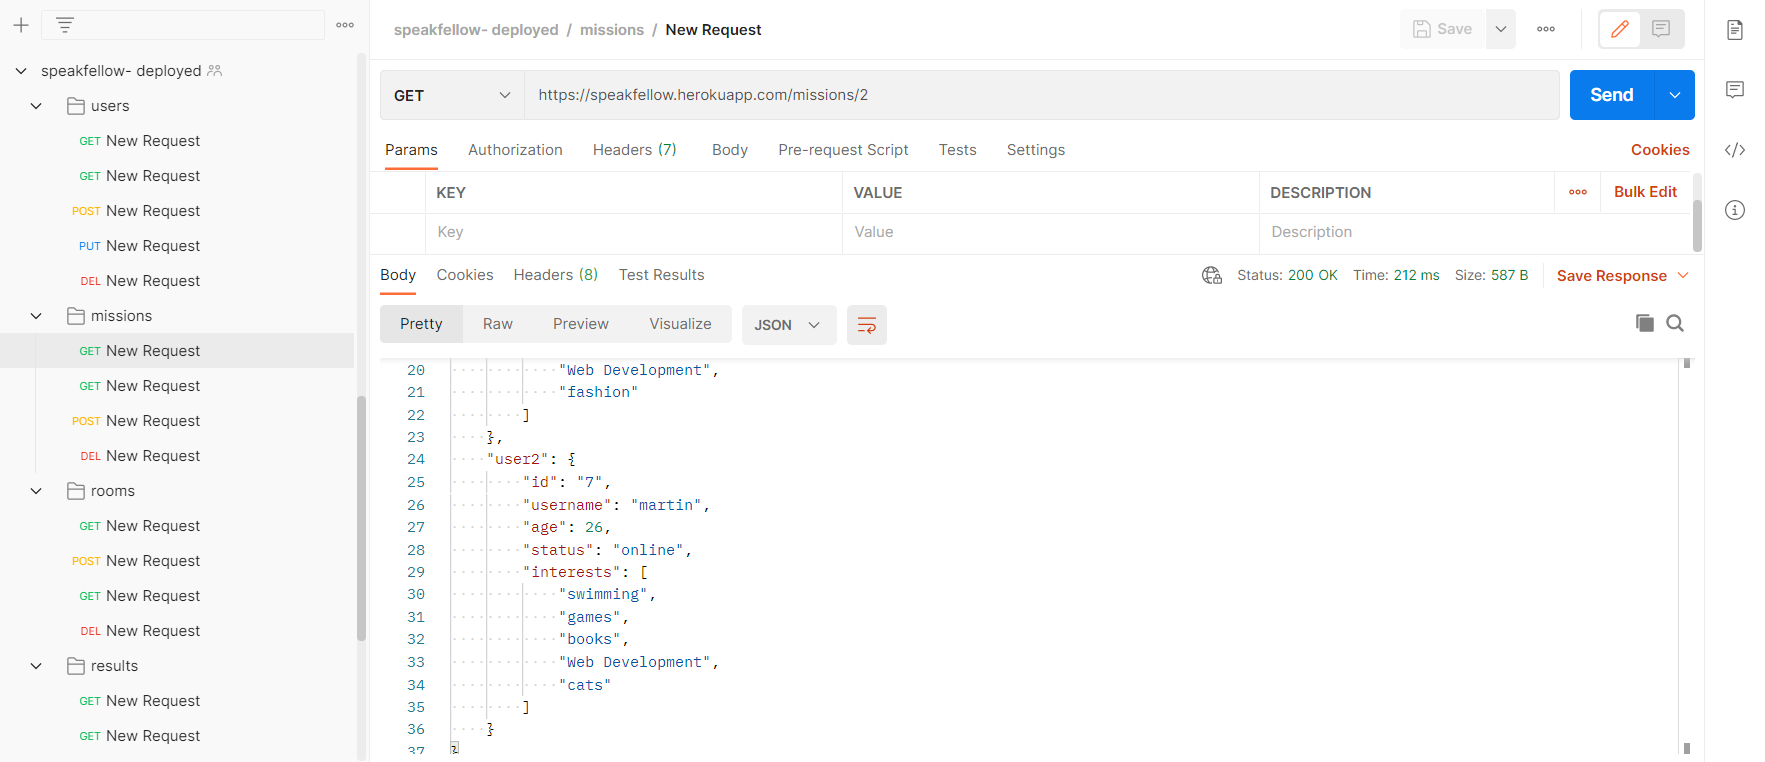 speakfellow- deployed
users
GET New Request
GET New Request
POST New Request
PUT New Request
DEL New Request
missions
GET New Request
GET New Request
POST New Request
DEL New Request
rooms
GET New Request
POST New Request
GET New Request
DEL New Request
results
GET New Request
GET New Request
speakfellow- deployed / missions / New Request
Save
GET https://speakfellow.herokuapp.com/missions/2
Send
Params Authorization Headers (7) Body Pre-request Script Tests Settings Cookies
KEY VALUE DESCRIPTION Bulk Edit
Key Value Description
Body Cookies Headers (8) Test Results Status: 200 OK Time: 212 ms Size: 587 B Save Response
Pretty Raw Preview Visualize JSON
20 "Web Development",
21 "fashion"
22 ]
23 },
24 "user2": {
25 "id": "7",
26 "username": "martin",
27 "age": 26,
28 "status": "online",
29 "interests": [
30 "swimming",
31 "games",
32 "books",
33 "Web Development",
34 "cats"
35 ]
36 }
37 }